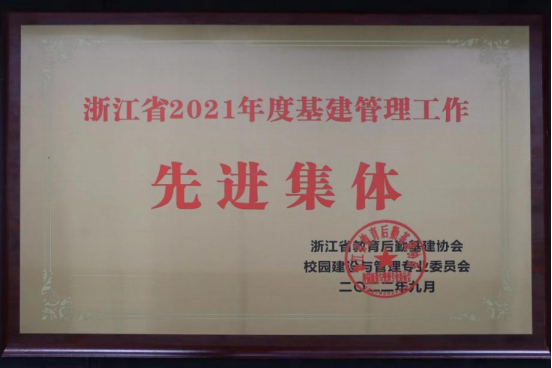 浙江省2021年度基建管理工作
先进集体
浙江省教育后勤基建协会
校园建设与管理专业委员会
二〇二二年九月